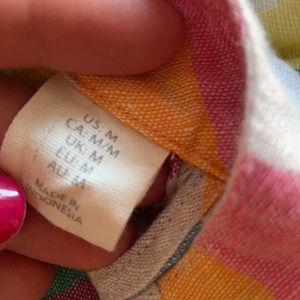 US: M
CA: M/M
UK: M
EU: M
AU: M
MADE IN
INDONESIA